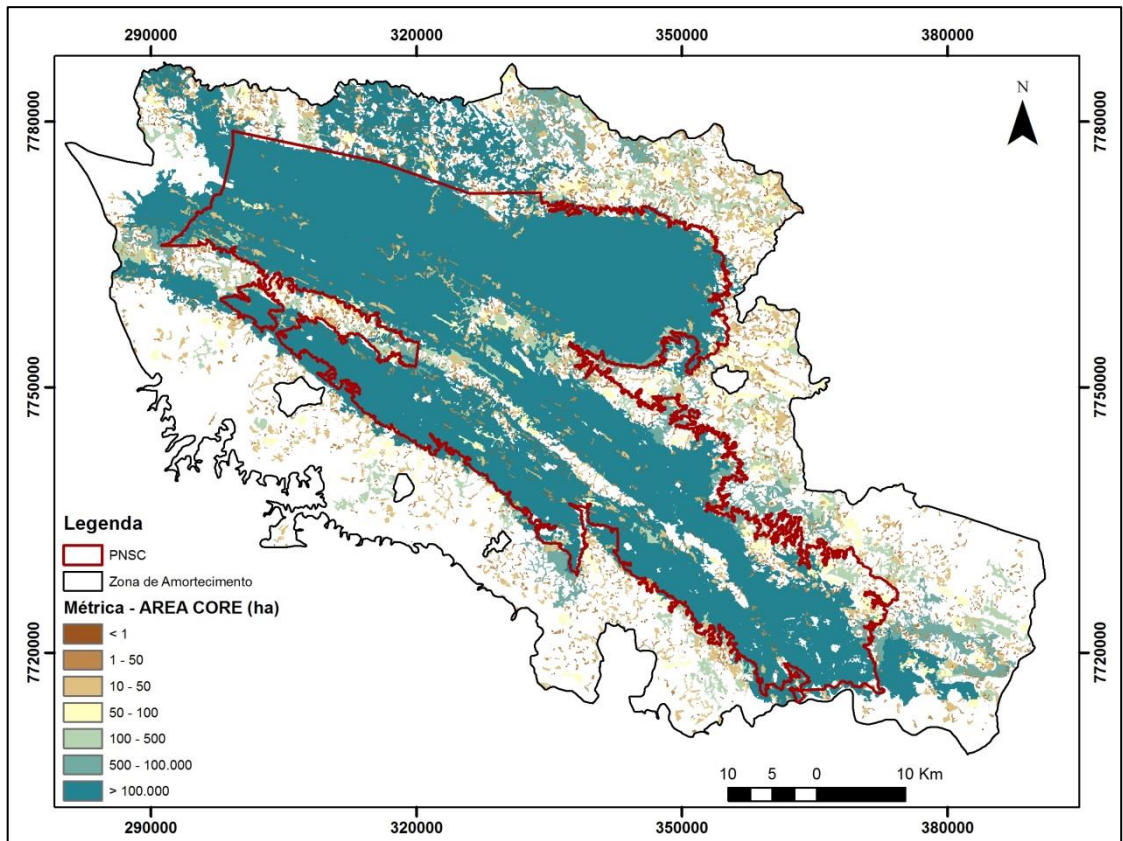 290000 320000 350000 380000
7780000 7780000
N
7750000 7750000
Legenda
PNSC
Zona de Amortecimento
Métrica - AREA CORE (ha)
< 1
1 - 50
10 - 50
50 - 100
100 - 500
500 - 100.000
> 100.000
7720000 7720000
10 5 0 10 Km
290000 320000 350000 380000